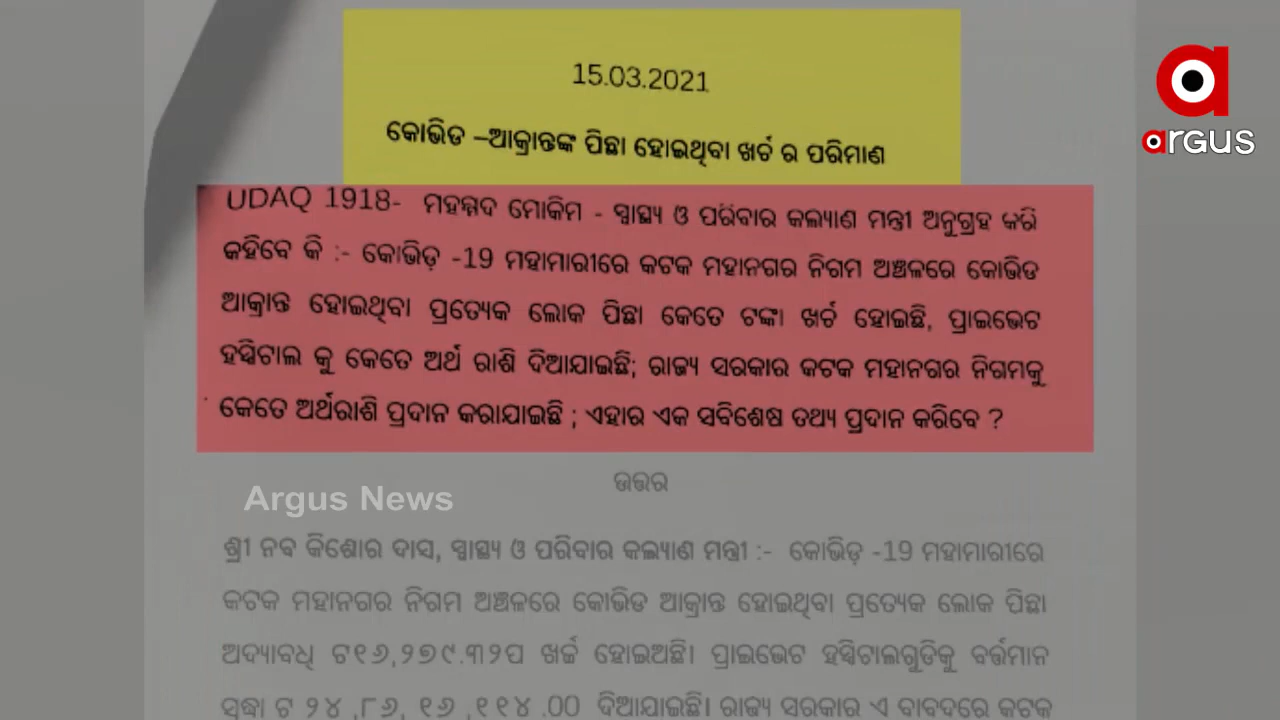 15.03.2021
କୋଭିଡ –ଆକ୍ରାନ୍ତଙ୍କ ପିଛା ହୋଇଥିବା ଖର୍ଚ୍ଚ ର ପରିମାଣ
argus
UDAQ 1918- ମହମ୍ମଦ ମୋକିମ - ସ୍ୱାସ୍ଥ୍ୟ ଓ ପରିବାର କଲ୍ୟାଣ ମନ୍ତ୍ରୀ ଅନୁଗ୍ରହ କରି
କହିବେ କି :- କୋଭିଡ଼ -19 ମହାମାରୀରେ କଟକ ମହାନଗର ନିଗମ ଅଞ୍ଚଳରେ କୋଭିଡ
ଆକ୍ରାନ୍ତ ହୋଇଥିବା ପ୍ରତ୍ୟେକ ଲୋକ ପିଛା କେତେ ଟଙ୍କା ଖର୍ଚ୍ଚ ହୋଇଛି, ପ୍ରାଇଭେଟ
ହସ୍ପିଟାଲ କୁ କେତେ ଅର୍ଥ ରାଶି ଦିଆଯାଇଛି; ରାଜ୍ୟ ସରକାର କଟକ ମହାନଗର ନିଗମକୁ
କେତେ ଅର୍ଥରାଶି ପ୍ରଦାନ କରାଯାଇଛି ; ଏହାର ଏକ ସବିଶେଷ ତଥ୍ୟ ପ୍ରଦାନ କରିବେ ?
ଉତ୍ତର
Argus News
ଶ୍ରୀ ନବ କିଶୋର ଦାସ, ସ୍ୱାସ୍ଥ୍ୟ ଓ ପରିବାର କଲ୍ୟାଣ ମନ୍ତ୍ରୀ :- କୋଭିଡ଼ -19 ମହାମାରୀରେ
କଟକ ମହାନଗର ନିଗମ ଅଞ୍ଚଳରେ କୋଭିଡ ଆକ୍ରାନ୍ତ ହୋଇଥିବା ପ୍ରତ୍ୟେକ ଲୋକ ପିଛା
ଅଦ୍ୟାବଧି ଟ୧୬,୨୭୯.୩୨ପ ଖର୍ଚ୍ଚ ହୋଇଅଛି। ପ୍ରାଇଭେଟ ହସ୍ପିଟାଲଗୁଡିକୁ ବର୍ତ୍ତମାନ
ସୁଦ୍ଧା ଟ ୨୪ ,୮୬, ୧୬ ,୧୧୪ .00 ଦିଆଯାଇଛି। ରାଜ୍ୟ ସରକାର ଏ ବାବଦରେ କଟକ